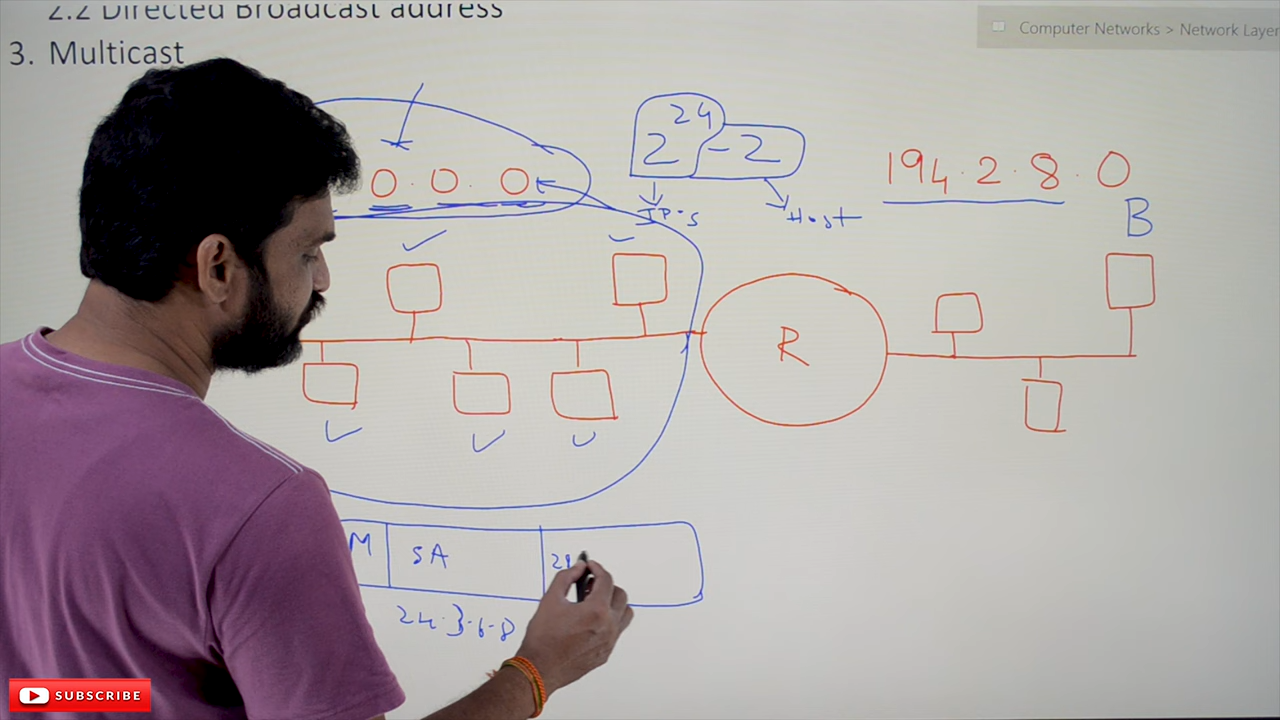 2.2 Directed Broadcast address
Computer Networks > Network Layer
3. Multicast
2^24 - 2
194.2.8.0
0.0.0
IP's
Host
B
R
M
SA
24.3.6.8
SUBSCRIBE